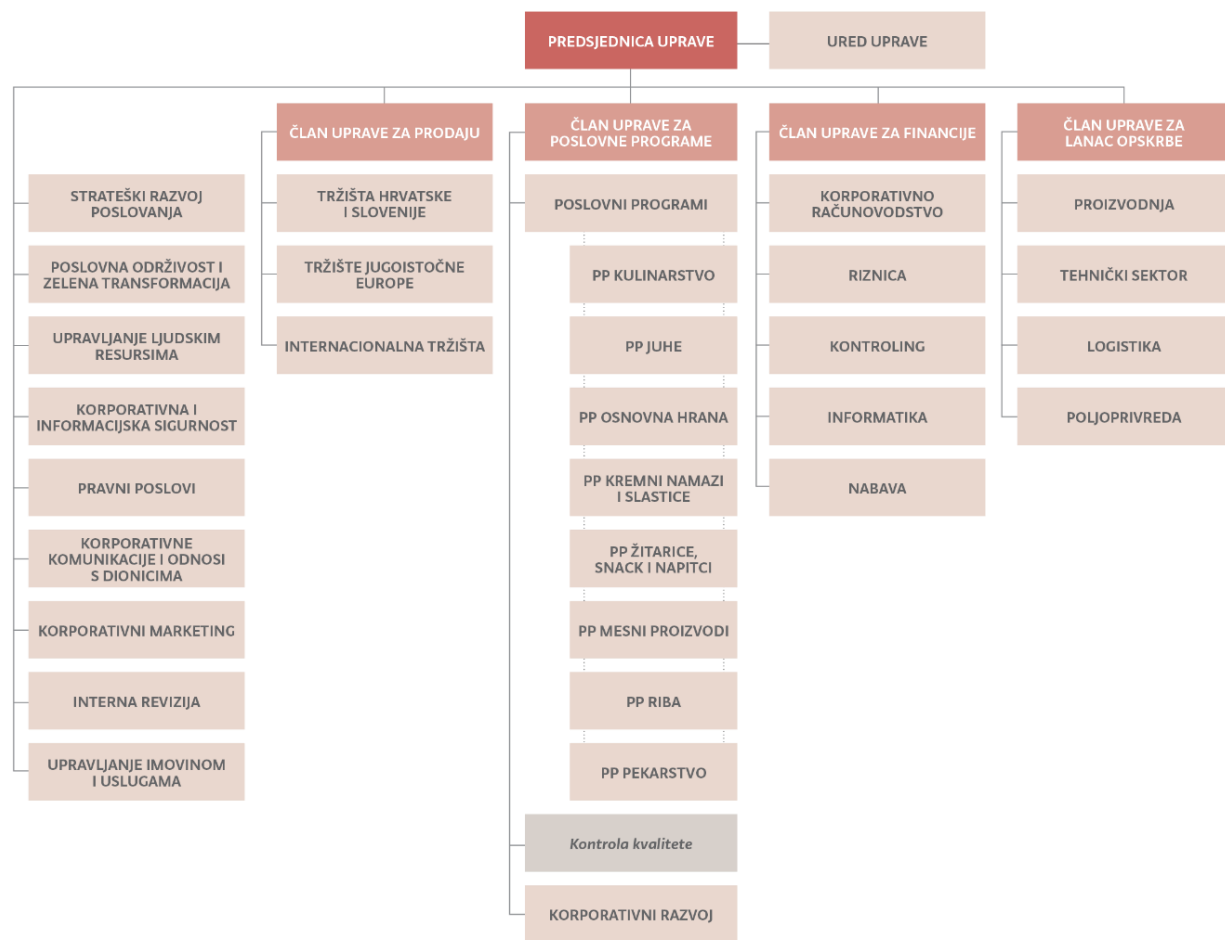 PREDSJEDNICA UPRAVE
URED UPRAVE
STRATEŠKI RAZVOJ
POSLOVANJA
POSLOVNA ODRŽIVOST I
ZELENA TRANSFORMACIJA
UPRAVLJANJE LJUDSKIM
RESURSIMA
KORPORATIVNA I
INFORMACIJSKA SIGURNOST
PRAVNI POSLOVI
KORPORATIVNE
KOMUNIKACIJE I ODNOSI
S DIONICIMA
KORPORATIVNI MARKETING
INTERNA REVIZIJA
UPRAVLJANJE IMOVINOM
I USLUGAMA
ČLAN UPRAVE ZA PRODAJU
TRŽIŠTA HRVATSKE
I SLOVENIJE
TRŽIŠTE JUGOISTOČNE
EUROPE
INTERNACIONALNA TRŽIŠTA
ČLAN UPRAVE ZA
POSLOVNE PROGRAME
POSLOVNI PROGRAMI
PP KULINARSTVO
PP JUHE
PP OSNOVNA HRANA
PP KREMNI NAMAZI
I SLASTICE
PP ŽITARICE,
SNACK I NAPITCI
PP MESNI PROIZVODI
PP RIBA
PP PEKARSTVO
Kontrola kvalitete
KORPORATIVNI RAZVOJ
ČLAN UPRAVE ZA FINANCIJE
KORPORATIVNO
RAČUNOVODSTVO
RIZNICA
KONTROLING
INFORMATIKA
NABAVA
ČLAN UPRAVE ZA
LANAC OPSKRBE
PROIZVODNJA
TEHNIČKI SEKTOR
LOGISTIKA
POLJOPRIVREDA